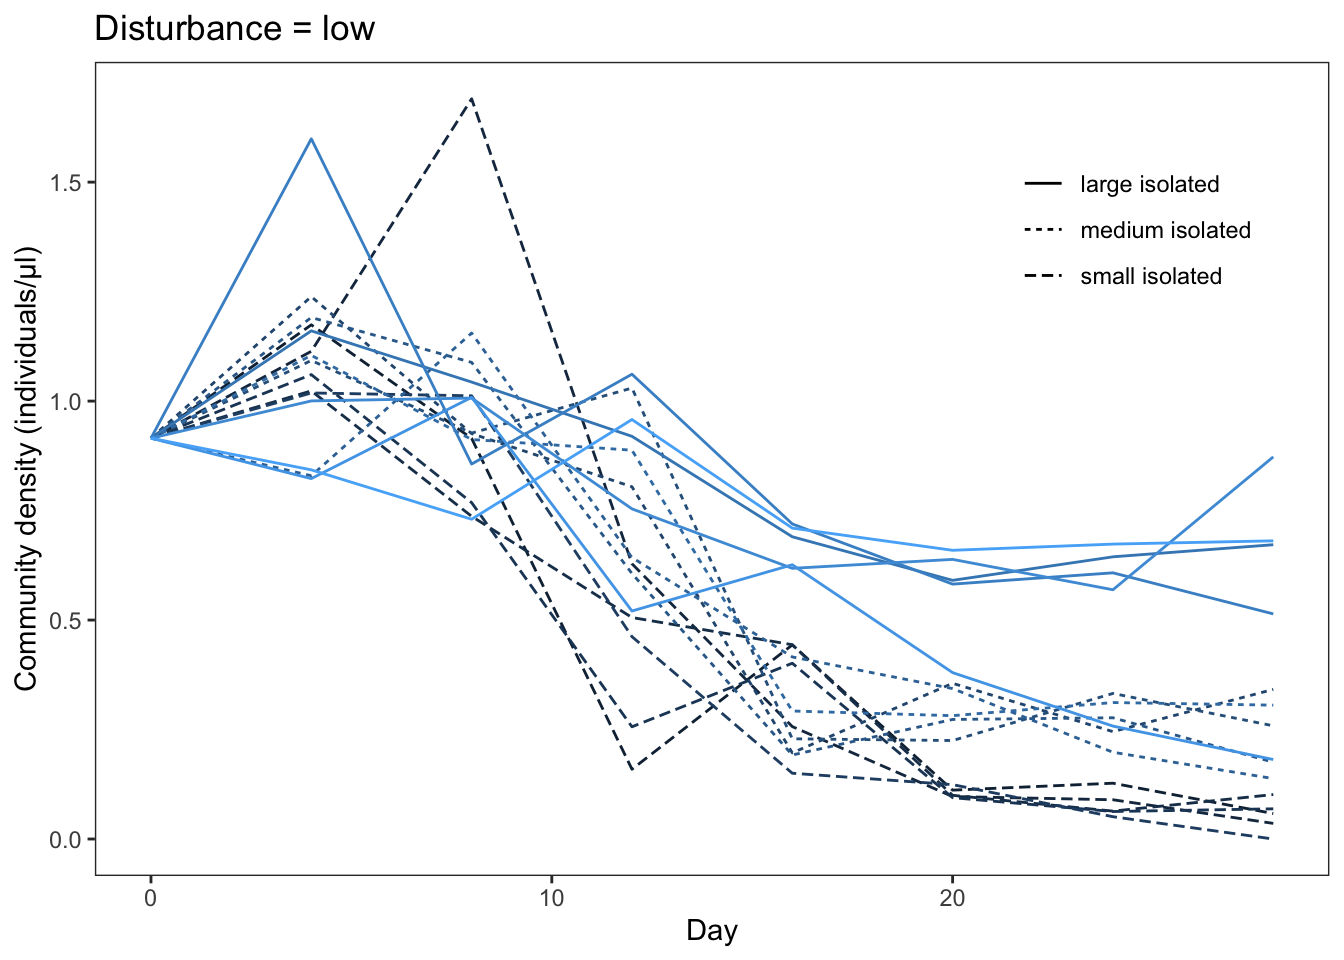 Disturbance = low
Community density (individuals/μl)
1.5
1.0
0.5
0.0
large isolated
medium isolated
small isolated
0
10
20
Day